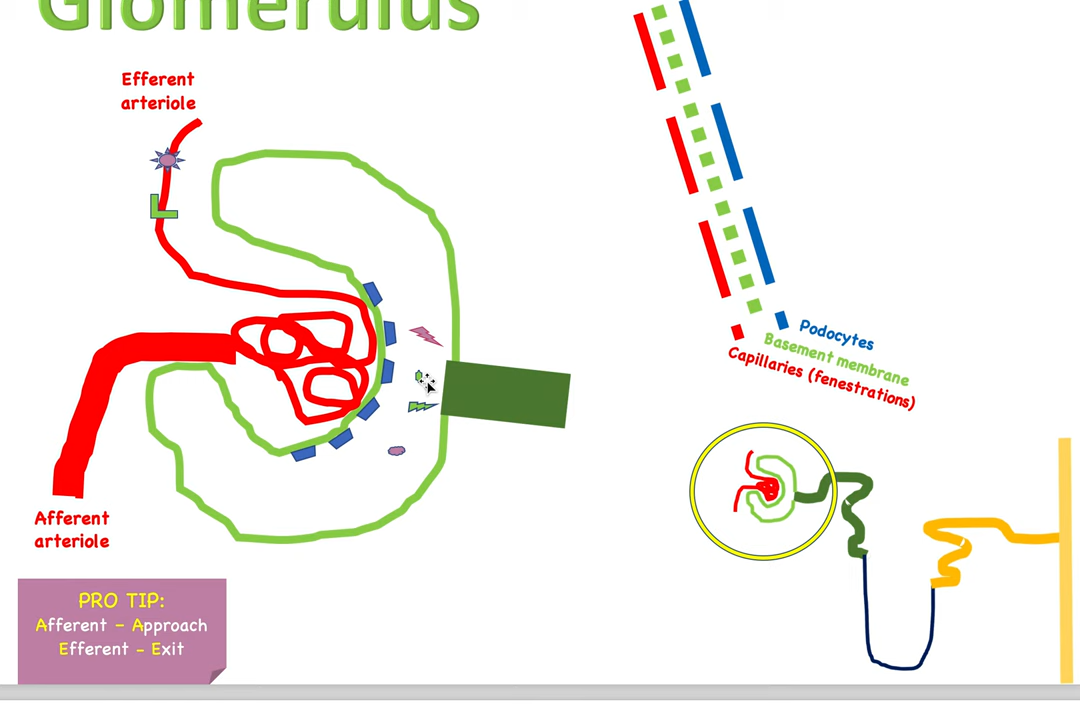 Glomerulus
Efferent
arteriole
Podocytes
Basement membrane
Capillaries (fenestrations)
Afferent
arteriole
PRO TIP:
Afferent – Approach
Efferent - Exit